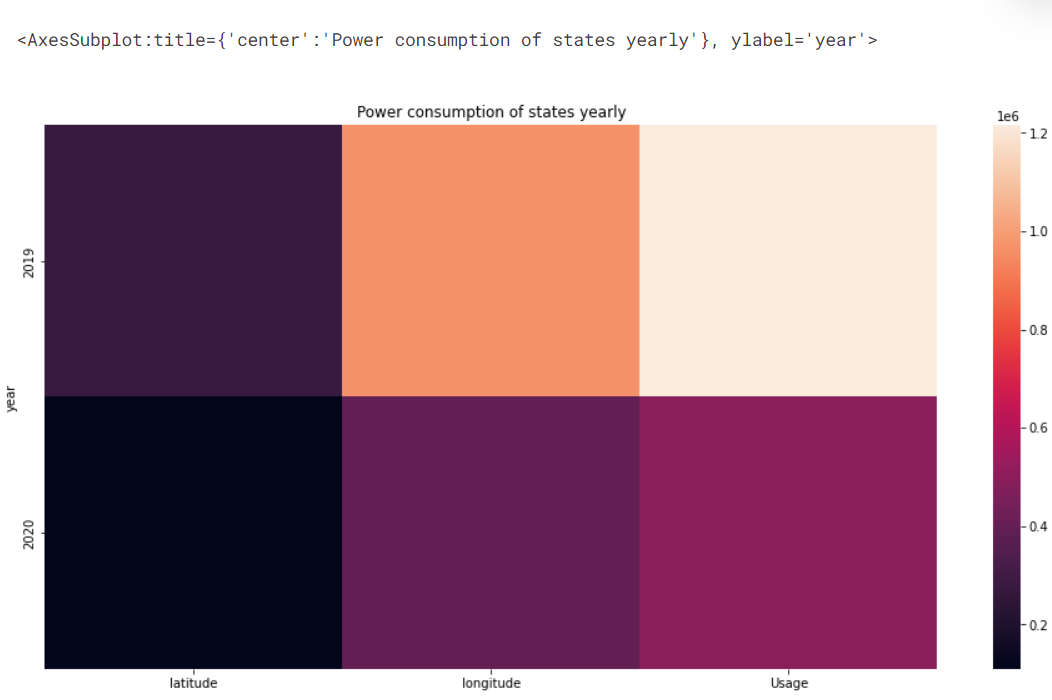 <AxesSubplot:title={'center':'Power consumption of states yearly'}, ylabel='year'>
Power consumption of states yearly
1e6
1.2
1.0
0.8
0.6
0.4
0.2
2019
year
2020
latitude longitude Usage